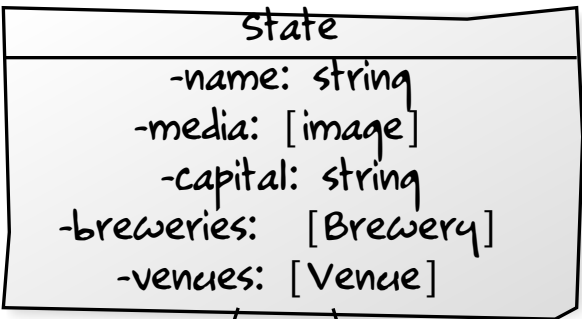 State
-name: string
-media: [image]
-capital: string
-breweries: [Brewery]
-venues: [Venue]